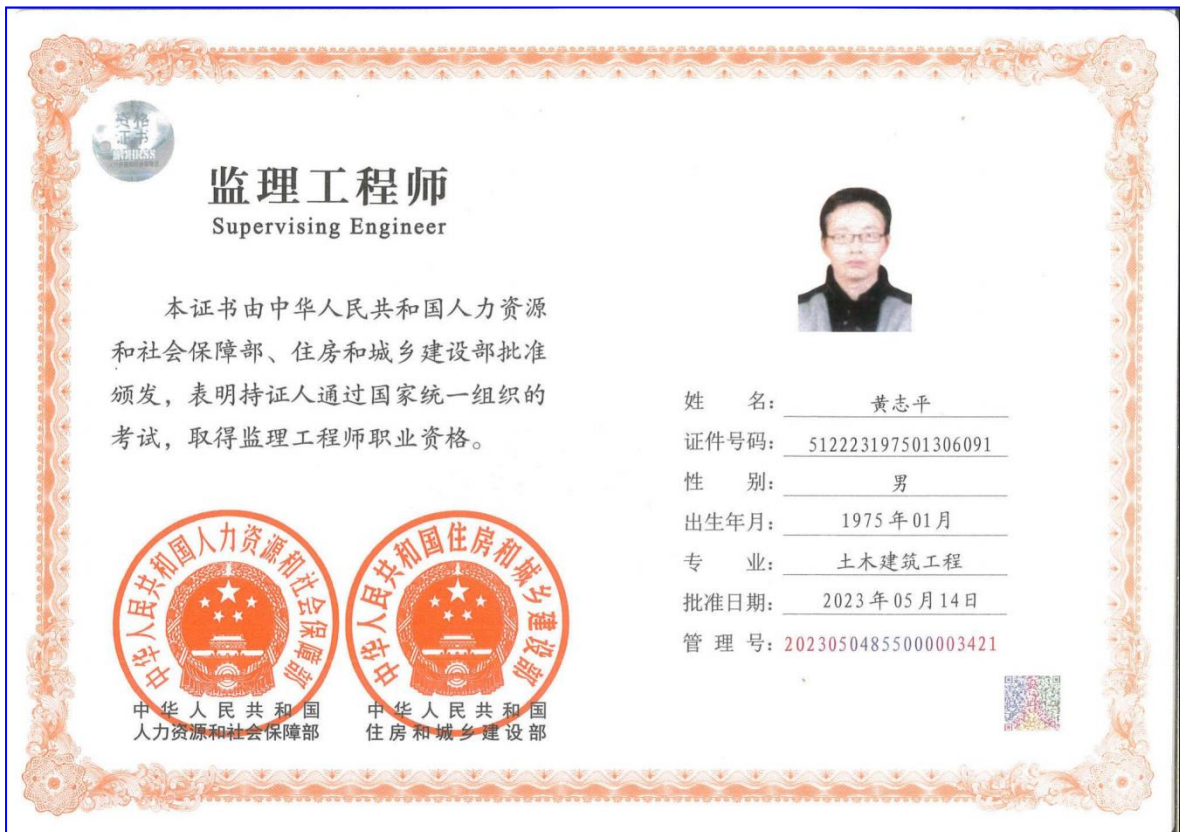 资格
证书
监理工程师
Supervising Engineer
本证书由中华人民共和国人力资源
和社会保障部、住房和城乡建设部批准
颁发，表明持证人通过国家统一组织的
考试，取得监理工程师职业资格。
中华人民共和国人力资源和社会保障部
中华人民共和国
人力资源和社会保障部
中华人民共和国住房和城乡建设部
中华人民共和国
住房和城乡建设部
姓 名： 黄志平
证件号码： 512223197501306091
性 别： 男
出生年月： 1975年01月
专 业： 土木建筑工程
批准日期： 2023年05月14日
管 理 号： 20230504855000003421